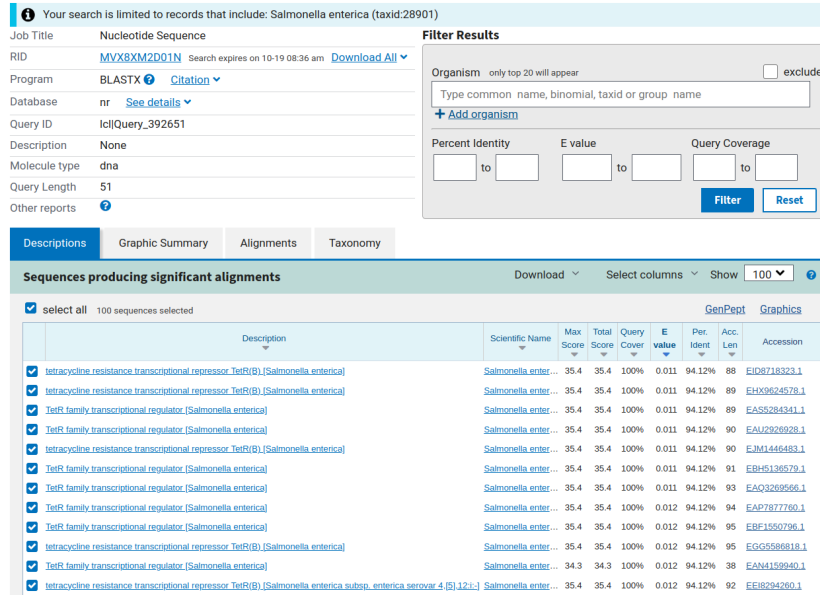 Your search is limited to records that include: Salmonella enterica (taxid:28901)
Job Title Nucleotide Sequence
RID MVX8XM2D01N Search expires on 10-19 08:36 am Download All
Program BLASTX ? Citation
Database nr See details
Query ID lcl|Query_392651
Description None
Molecule type dna
Query Length 51
Other reports ?
Filter Results
Organism only top 20 will appear exclude
Type common name, binomial, taxid or group name
+ Add organism
Percent Identity E value Query Coverage
to to to
Filter Reset
Descriptions Graphic Summary Alignments Taxonomy
Sequences producing significant alignments Download Select columns Show 100 ?
select all 100 sequences selected GenPept Graphics
Description Scientific Name Max Score Total Score Query Cover E value Per. Ident Acc. Len Accession
tetracycline resistance transcriptional repressor TetR(B) [Salmonella enterica] Salmonella enter... 35.4 35.4 100% 0.011 94.12% 88 EID8718323.1
tetracycline resistance transcriptional repressor TetR(B) [Salmonella enterica] Salmonella enter... 35.4 35.4 100% 0.011 94.12% 89 EHX9624578.1
TetR family transcriptional regulator [Salmonella enterica] Salmonella enter... 35.4 35.4 100% 0.011 94.12% 89 EAS5284341.1
TetR family transcriptional regulator [Salmonella enterica] Salmonella enter... 35.4 35.4 100% 0.011 94.12% 90 EAU2926928.1
tetracycline resistance transcriptional repressor TetR(B) [Salmonella enterica] Salmonella enter... 35.4 35.4 100% 0.011 94.12% 90 EJM1446483.1
TetR family transcriptional regulator [Salmonella enterica] Salmonella enter... 35.4 35.4 100% 0.011 94.12% 91 EBH5136579.1
TetR family transcriptional regulator [Salmonella enterica] Salmonella enter... 35.4 35.4 100% 0.011 94.12% 93 EAQ3269566.1
TetR family transcriptional regulator [Salmonella enterica] Salmonella enter... 35.4 35.4 100% 0.012 94.12% 94 EAP7877760.1
TetR family transcriptional regulator [Salmonella enterica] Salmonella enter... 35.4 35.4 100% 0.012 94.12% 95 EBF1550796.1
tetracycline resistance transcriptional repressor TetR(B) [Salmonella enterica] Salmonella enter... 35.4 35.4 100% 0.012 94.12% 95 EGG5586818.1
TetR family transcriptional regulator [Salmonella enterica] Salmonella enter... 34.3 34.3 100% 0.012 94.12% 38 EAN4159940.1
tetracycline resistance transcriptional repressor TetR(B) [Salmonella enterica subsp. enterica serovar 4,[5],12:i:-] Salmonella enter... 35.4 35.4 100% 0.012 94.12% 92 EEI8294260.1